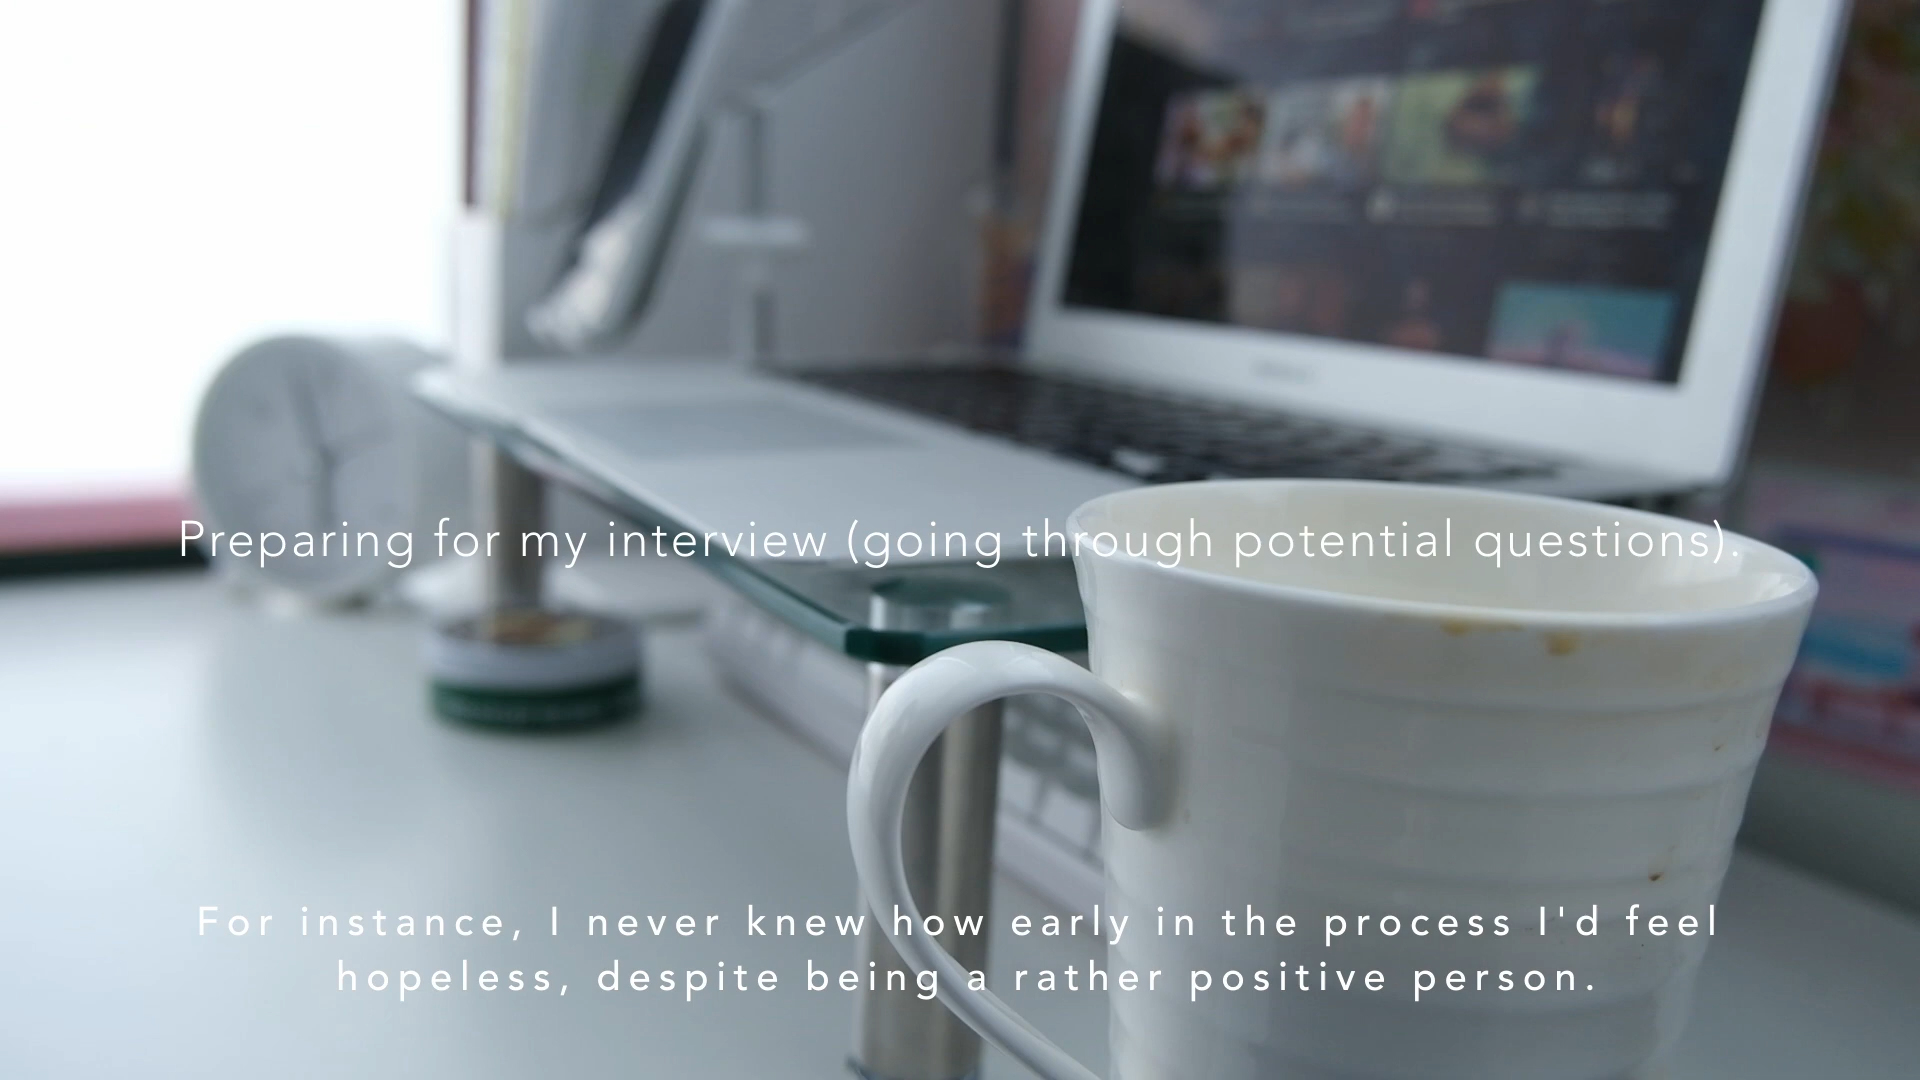 Preparing for my interview (going through potential questions).
For instance, I never knew how early in the process I'd feel
hopeless, despite being a rather positive person.